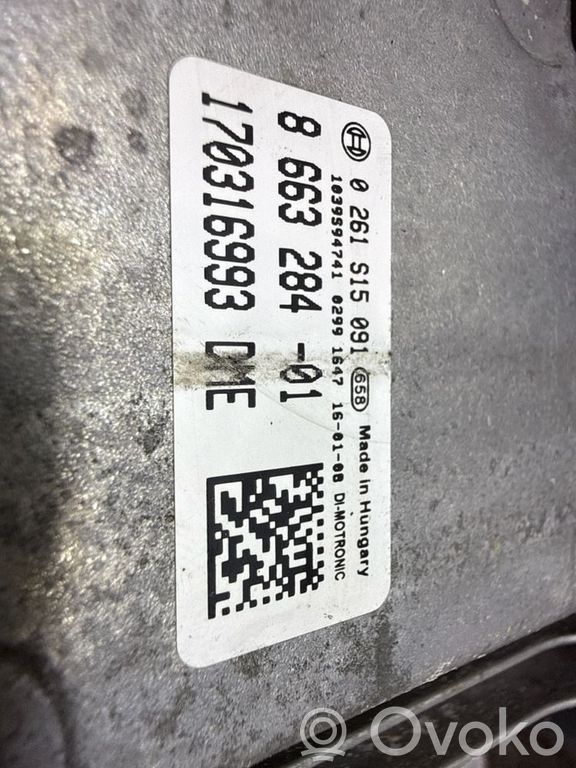 0 261 S15 091 658 Made in Hungary
1039S94741 0299 1647 16-01-08 DI-MOTRONIC
8 663 284 -01
170316993 DME
Ovoko